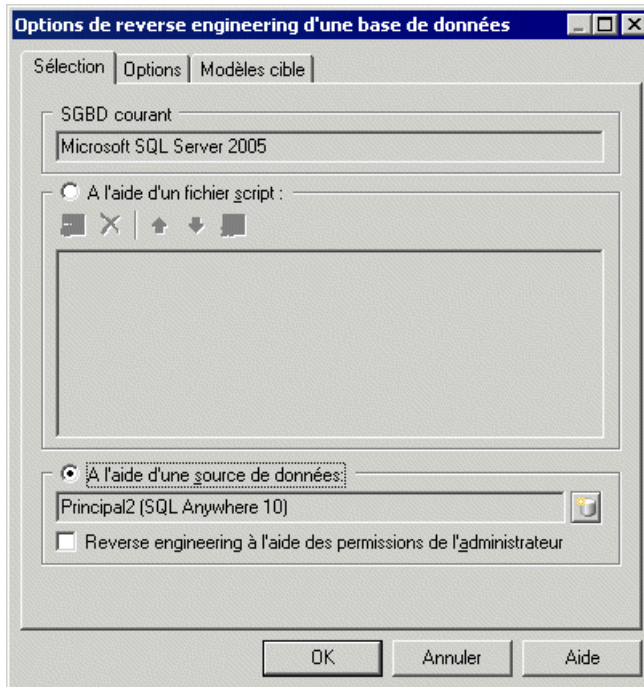 Options de reverse engineering d'une base de données
Sélection Options Modèles cible
SGBD courant
Microsoft SQL Server 2005
A l'aide d'un fichier script :
A l'aide d'une source de données:
Principal2 (SQL Anywhere 10)
Reverse engineering à l'aide des permissions de l'administrateur
OK Annuler Aide